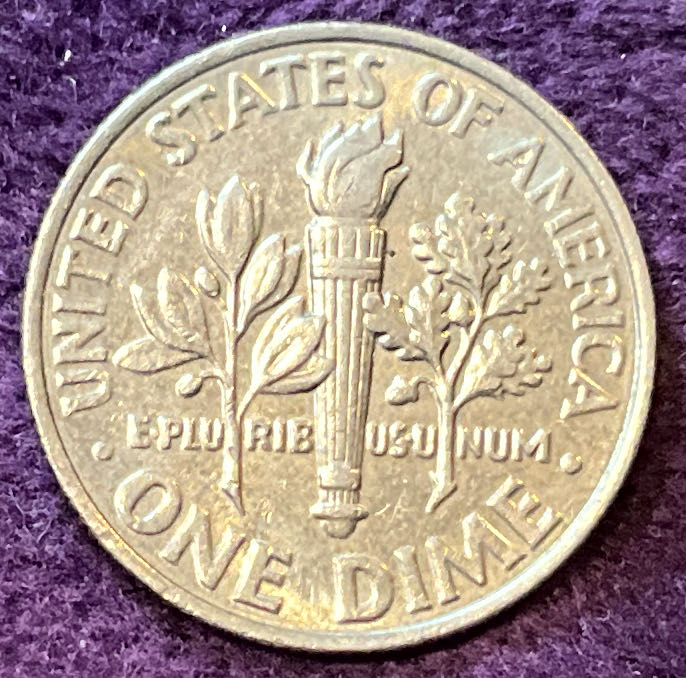 UNITED STATES OF AMERICA
E PLURIBUS UNUM
· ONE DIME ·